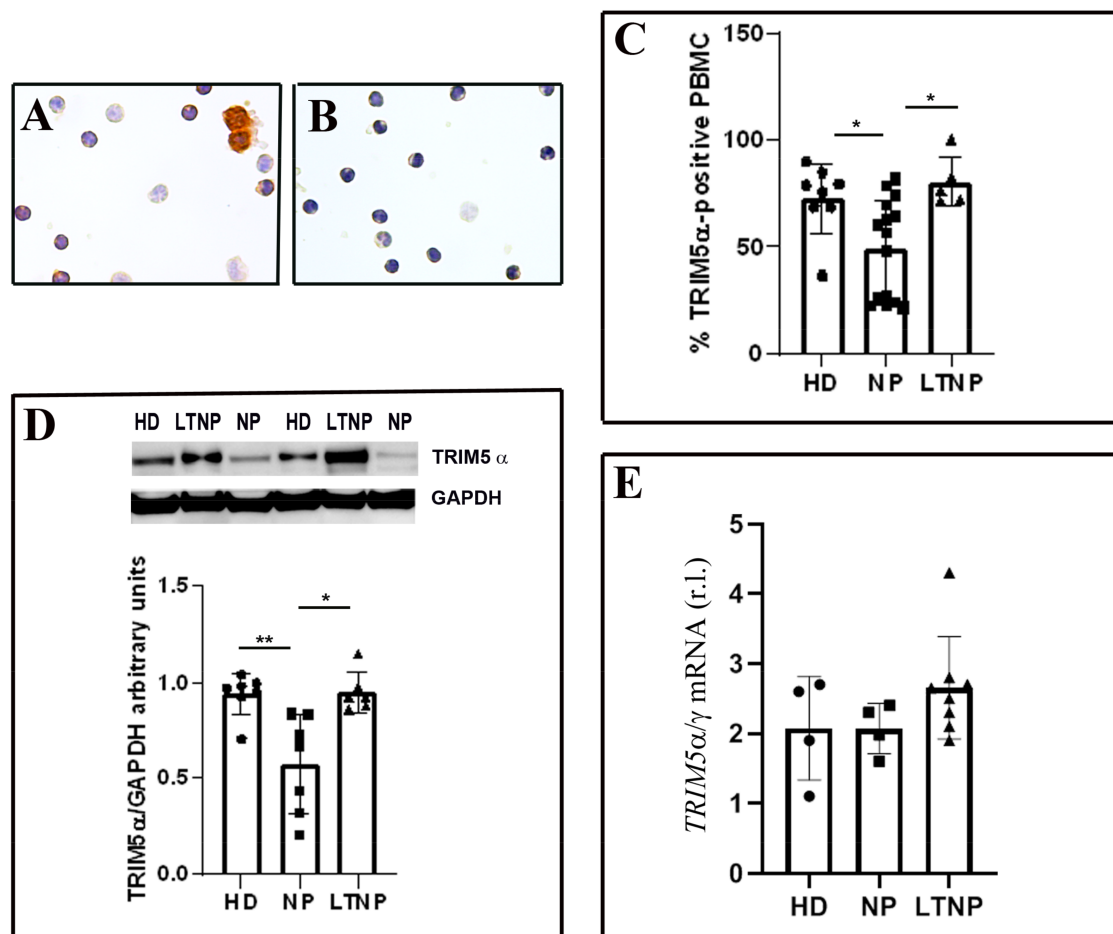 A
B
C
% TRIM5α-positive PBMC
150
100
50
0
*
*
HD NP LTNP
D
HD LTNP NP HD LTNP NP
TRIM5 α
GAPDH
TRIM5α/GAPDH arbitrary units
1.5
1.0
0.5
0.0
**
*
HD NP LTNP
E
TRIM5α/γ mRNA (r.l.)
5
4
3
2
1
0
HD NP LTNP